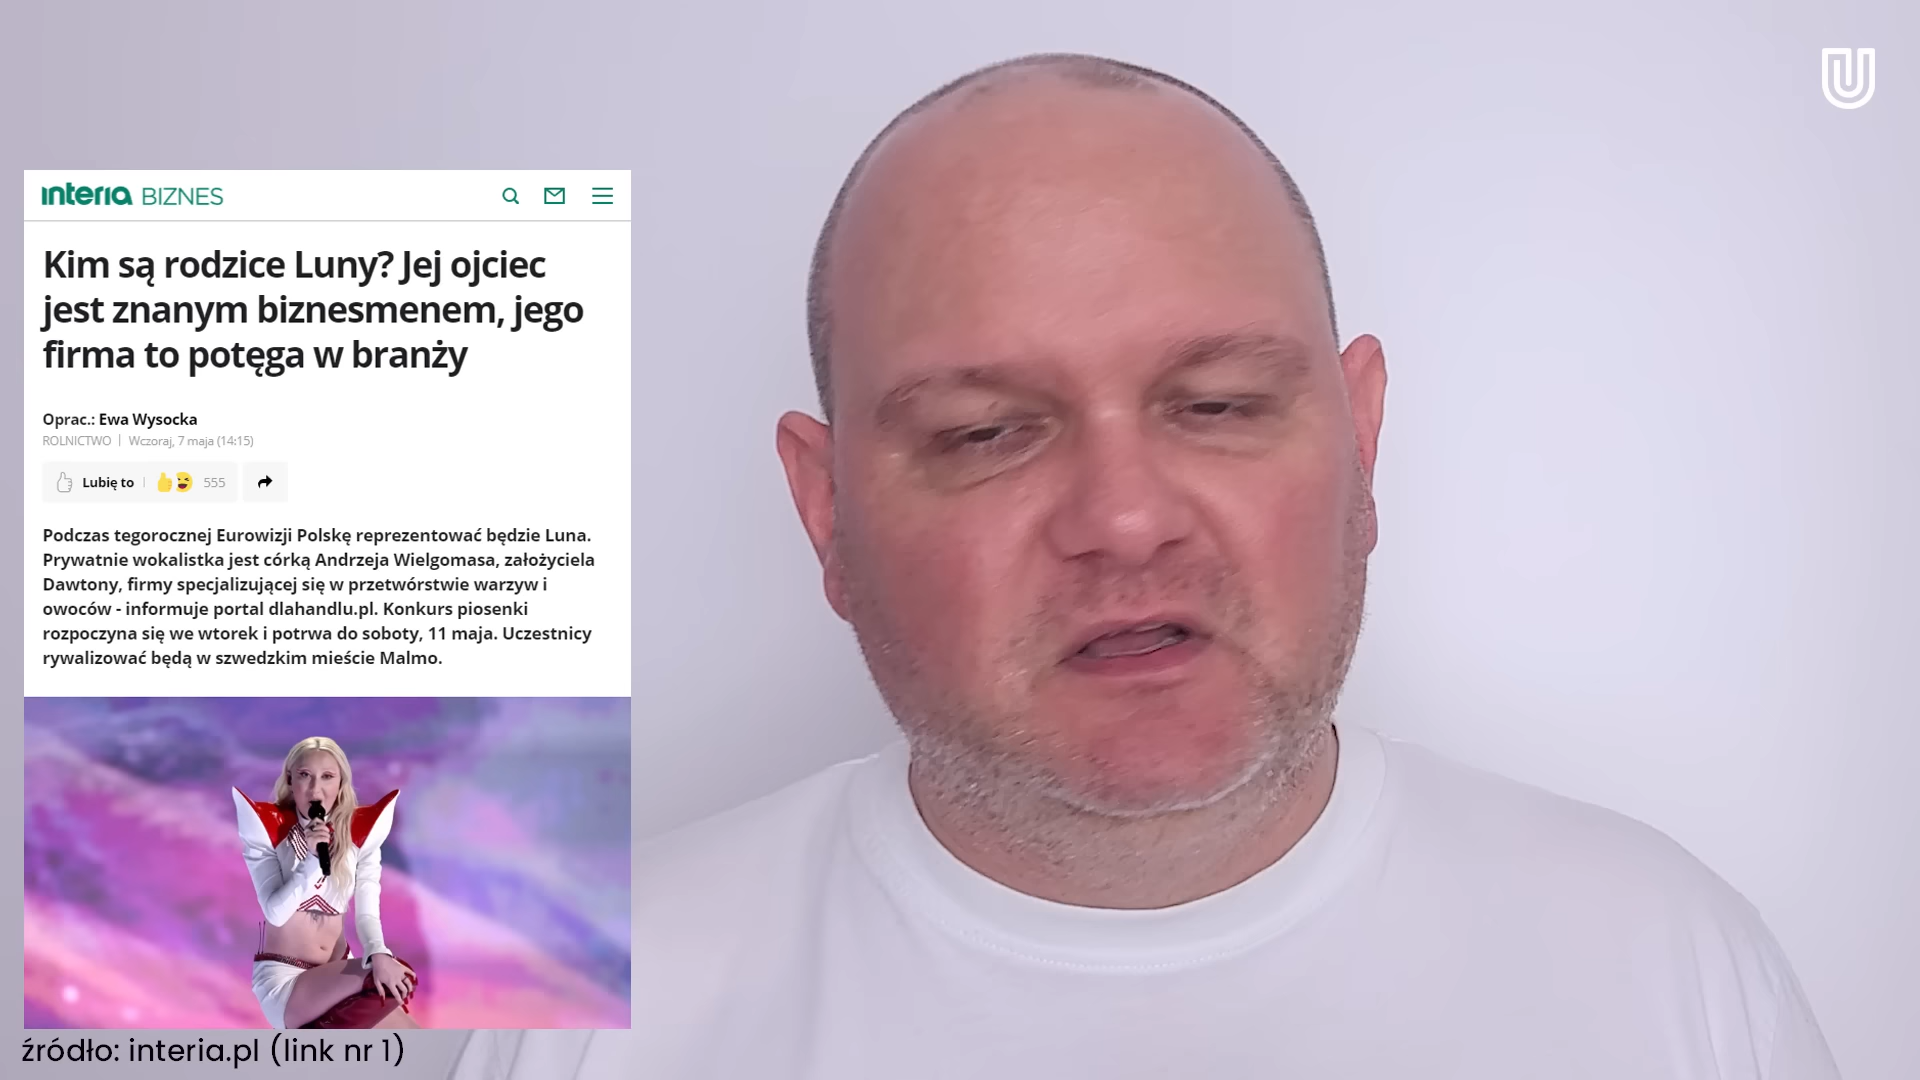 interia BIZNES
Kim są rodzice Luny? Jej ojciec
jest znanym biznesmenem, jego
firma to potęga w branży
Oprac.: Ewa Wysocka
ROLNICTWO | Wczoraj, 7 maja (14:15)
Lubię to 555
Podczas tegorocznej Eurowizji Polskę reprezentować będzie Luna.
Prywatnie wokalistka jest córką Andrzeja Wielgomasa, założyciela
Dawtony, firmy specjalizującej się w przetwórstwie warzyw i
owoców - informuje portal dlahandlu.pl. Konkurs piosenki
rozpoczyna się we wtorek i potrwa do soboty, 11 maja. Uczestnicy
rywalizować będą w szwedzkim mieście Malmo.
źródło: interia.pl (link nr 1)